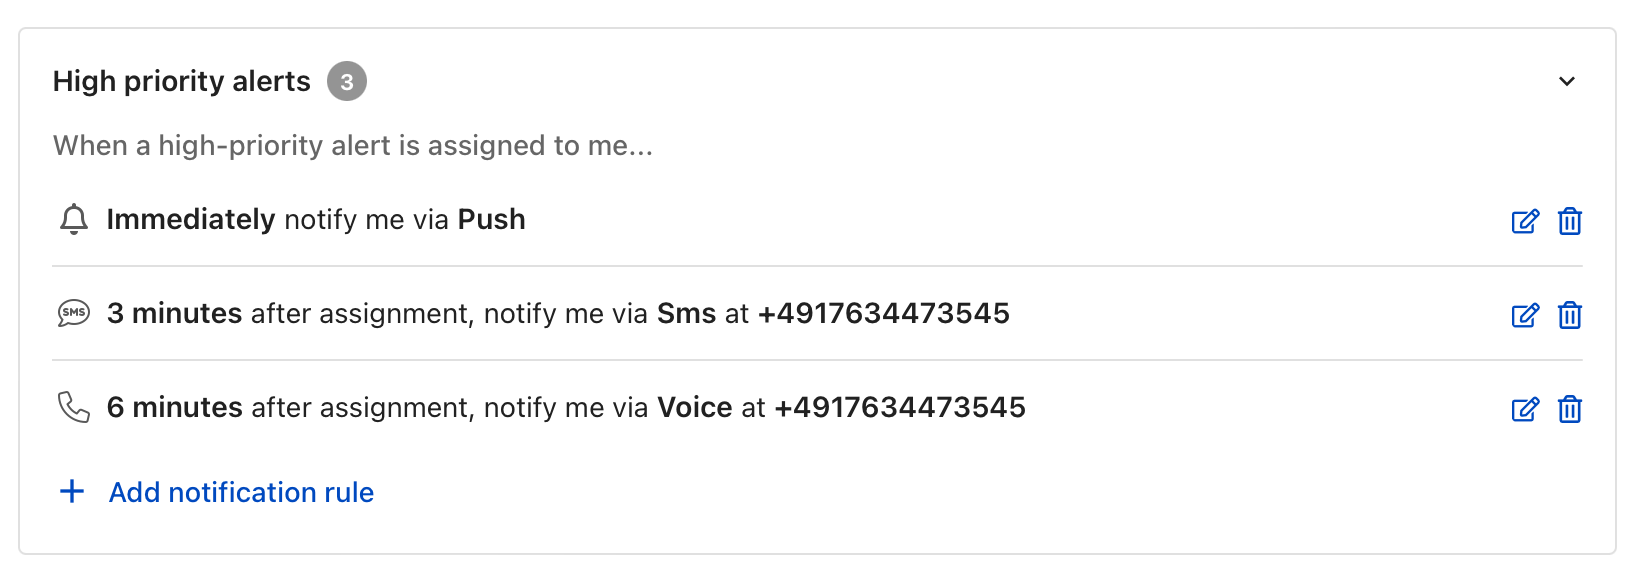 High priority alerts 3
When a high-priority alert is assigned to me...
Immediately notify me via Push
SMS 3 minutes after assignment, notify me via Sms at +4917634473545
6 minutes after assignment, notify me via Voice at +4917634473545
+ Add notification rule